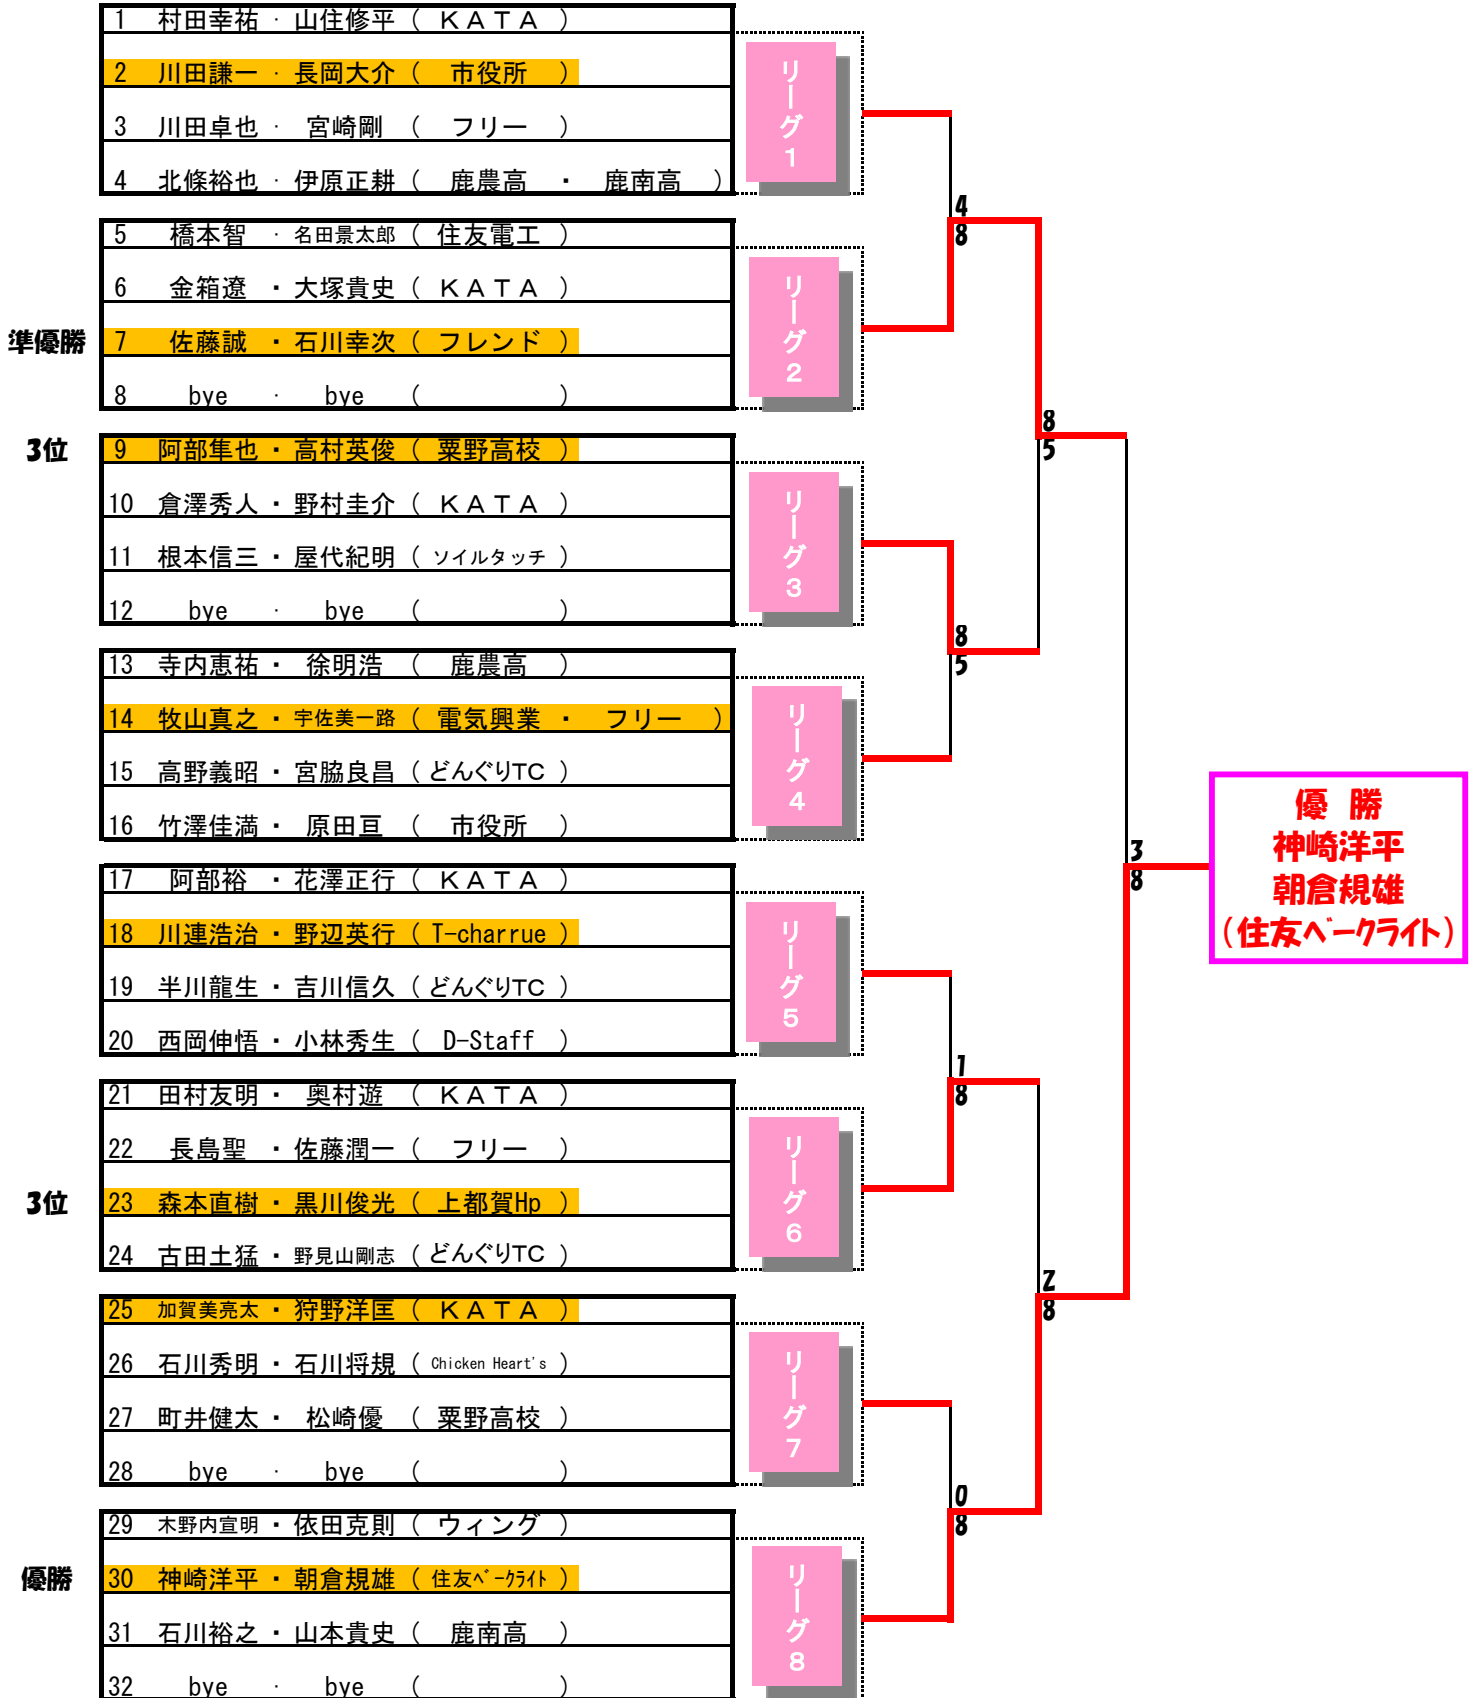 1 村田幸祐 ・ 山住修平 （ ＫＡＴＡ ）
2 川田謙一 ・ 長岡大介 （ 市役所 ）
3 川田卓也 ・ 宮崎剛 （ フリー ）
4 北條裕也 ・ 伊原正耕 （ 鹿農高 ・ 鹿南高 ）
リーグ1
4
8
5 橋本智 ・ 名田景太郎 （ 住友電工 ）
6 金箱遼 ・ 大塚貴史 （ ＫＡＴＡ ）
準優勝 7 佐藤誠 ・ 石川幸次 （ フレンド ）
8 bye ・ bye （ ）
リーグ2
8
5
3位 9 阿部隼也 ・ 高村英俊 （ 粟野高校 ）
10 倉澤秀人 ・ 野村圭介 （ ＫＡＴＡ ）
11 根本信三 ・ 屋代紀明 （ ソイルタッチ ）
12 bye ・ bye （ ）
リーグ3
8
5
13 寺内恵祐 ・ 徐明浩 （ 鹿農高 ）
14 牧山真之 ・ 宇佐美一路 （ 電気興業 ・ フリー ）
15 高野義昭 ・ 宮脇良昌 （ どんぐりTC ）
16 竹澤佳満 ・ 原田亘 （ 市役所 ）
リーグ4
優 勝
神崎洋平
朝倉規雄
（住友ベークライト）
3
8
17 阿部裕 ・ 花澤正行 （ ＫＡＴＡ ）
18 川連浩治 ・ 野辺英行 （ T-charrue ）
19 半川龍生 ・ 吉川信久 （ どんぐりTC ）
20 西岡伸悟 ・ 小林秀生 （ D-Staff ）
リーグ5
1
8
21 田村友明 ・ 奥村遊 （ ＫＡＴＡ ）
22 長島聖 ・ 佐藤潤一 （ フリー ）
3位 23 森本直樹 ・ 黒川俊光 （ 上都賀Hp ）
24 古田土猛 ・ 野見山剛志 （ どんぐりTC ）
リーグ6
2
8
25 加賀美亮太 ・ 狩野洋匡 （ ＫＡＴＡ ）
26 石川秀明 ・ 石川将規 （ Chicken Heart's ）
27 町井健太 ・ 松崎優 （ 粟野高校 ）
28 bye ・ bye （ ）
リーグ7
0
8
29 木野内宣明 ・ 依田克則 （ ウィング ）
優勝 30 神崎洋平 ・ 朝倉規雄 （ 住友ベークライト ）
31 石川裕之 ・ 山本貴史 （ 鹿南高 ）
32 bye ・ bye （ ）
リーグ8